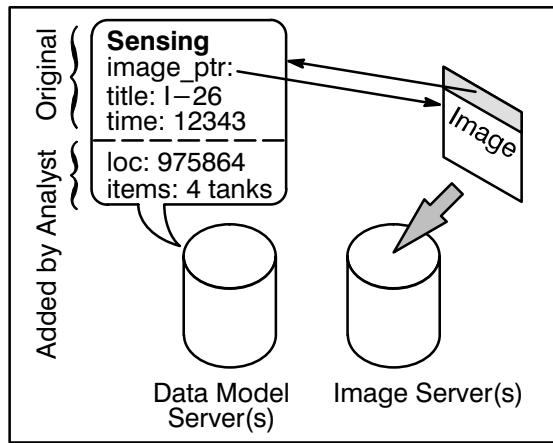 Original
Added by Analyst
Sensing
image_ptr:
title: I−26
time: 12343
loc: 975864
items: 4 tanks
Image
Data Model
Server(s)
Image Server(s)